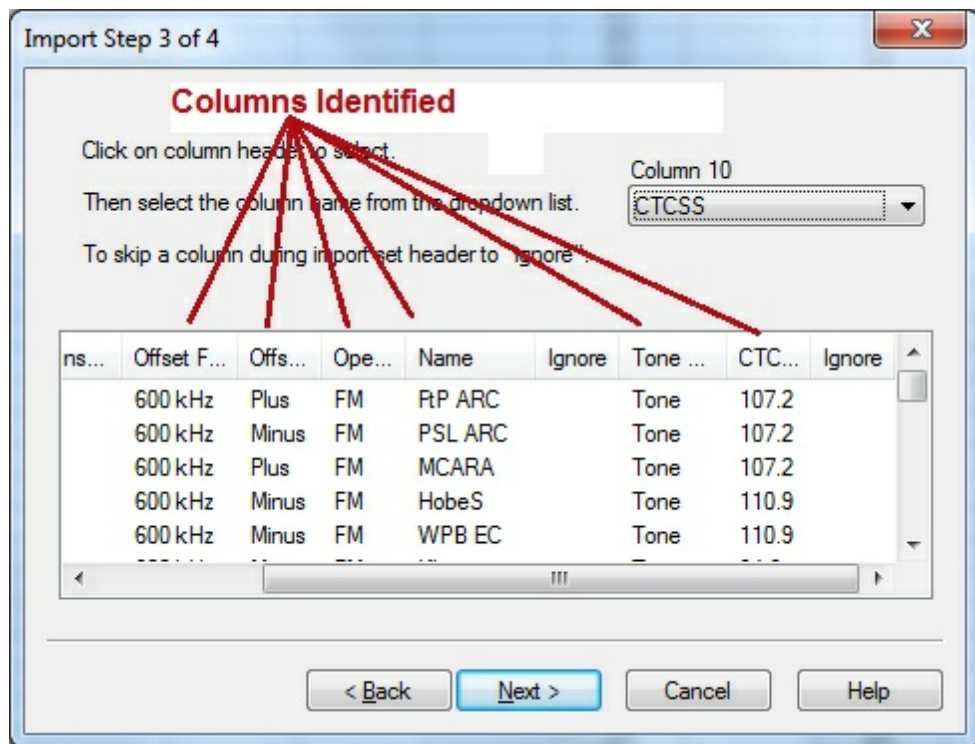 Import Step 3 of 4
Columns Identified
Click on column header to select.
Column 10
Then select the column name from the dropdown list.
CTCSS
To skip a column during import set header to "Ignore".
ns... Offset F... Offs... Ope... Name Ignore Tone ... CTC... Ignore
600 kHz Plus FM FtP ARC Tone 107.2
600 kHz Minus FM PSL ARC Tone 107.2
600 kHz Plus FM MCARA Tone 107.2
600 kHz Minus FM HobeS Tone 110.9
600 kHz Minus FM WPB EC Tone 110.9
< Back Next > Cancel Help